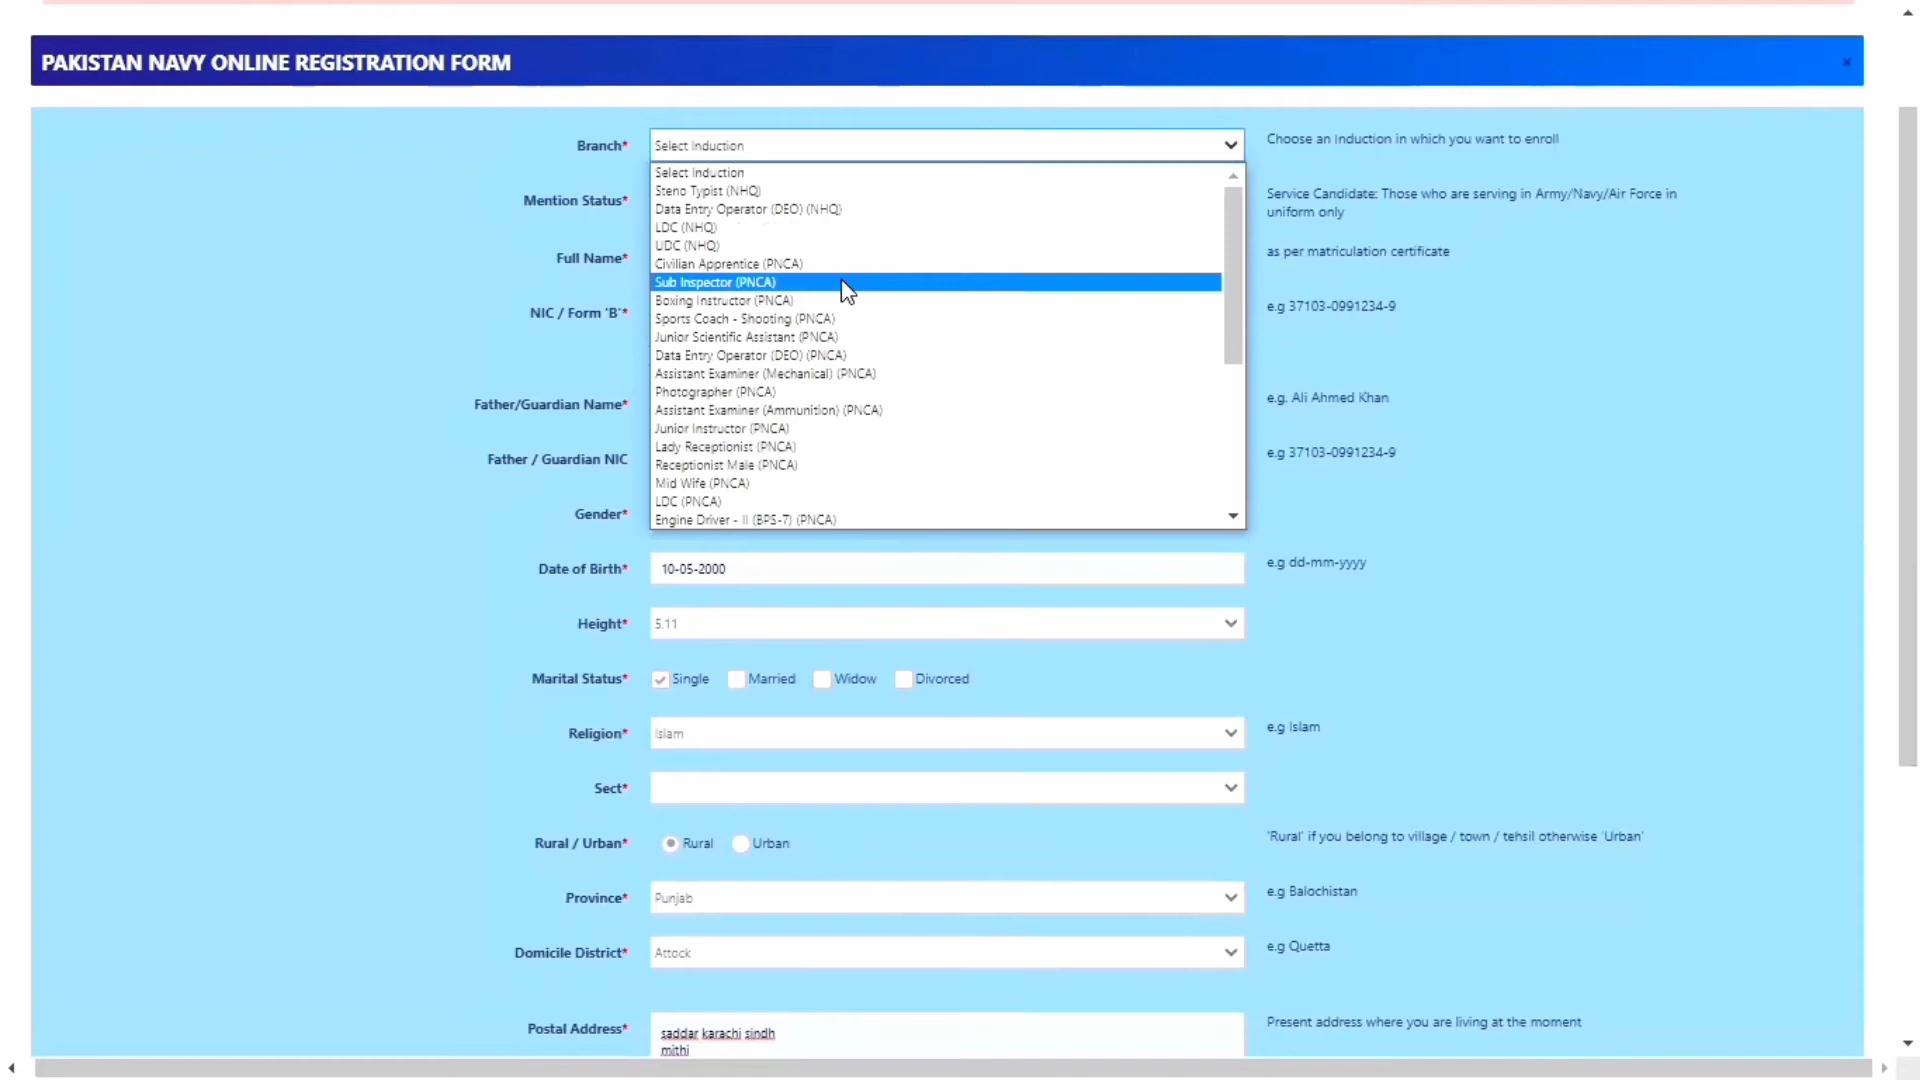 PAKISTAN NAVY ONLINE REGISTRATION FORM
×
Branch*
Select Induction
Choose an Induction in which you want to enroll
Select Induction
Steno Typist (NHQ)
Data Entry Operator (DEO) (NHQ)
LDC (NHQ)
UDC (NHQ)
Civilian Apprentice (PNCA)
Sub Inspector (PNCA)
Boxing Instructor (PNCA)
Sports Coach - Shooting (PNCA)
Junior Scientific Assistant (PNCA)
Data Entry Operator (DEO) (PNCA)
Assistant Examiner (Mechanical) (PNCA)
Photographer (PNCA)
Assistant Examiner (Ammunition) (PNCA)
Junior Instructor (PNCA)
Lady Receptionist (PNCA)
Receptionist Male (PNCA)
Mid Wife (PNCA)
LDC (PNCA)
Engine Driver - II (BPS-7) (PNCA)
Mention Status*
Service Candidate: Those who are serving in Army/Navy/Air Force in
uniform only
Full Name*
as per matriculation certificate
NIC / Form 'B'*
e.g 37103-0991234-9
Father/Guardian Name*
e.g. Ali Ahmed Khan
Father / Guardian NIC
e.g 37103-0991234-9
Gender*
Date of Birth*
10-05-2000
e.g dd-mm-yyyy
Height*
5.11
Marital Status*
Single Married Widow Divorced
Religion*
Islam
e.g Islam
Sect*
Rural / Urban*
Rural Urban
'Rural' if you belong to village / town / tehsil otherwise 'Urban'
Province*
Punjab
e.g Balochistan
Domicile District*
Attock
e.g Quetta
Postal Address*
saddar karachi sindh
mithi
Present address where you are living at the moment